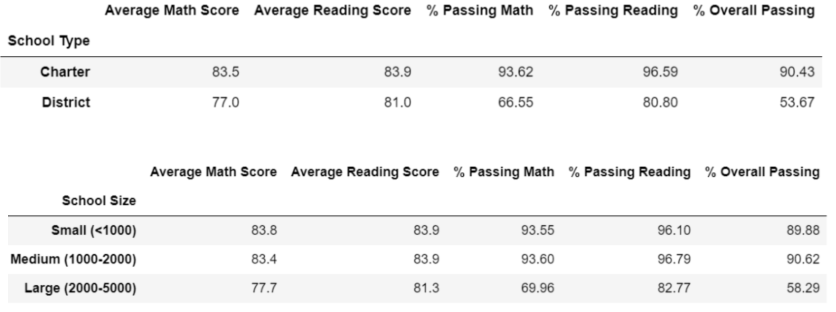 Average Math Score Average Reading Score % Passing Math % Passing Reading % Overall Passing
School Type
Charter 83.5 83.9 93.62 96.59 90.43
District 77.0 81.0 66.55 80.80 53.67
Average Math Score Average Reading Score % Passing Math % Passing Reading % Overall Passing
School Size
Small (<1000) 83.8 83.9 93.55 96.10 89.88
Medium (1000-2000) 83.4 83.9 93.60 96.79 90.62
Large (2000-5000) 77.7 81.3 69.96 82.77 58.29